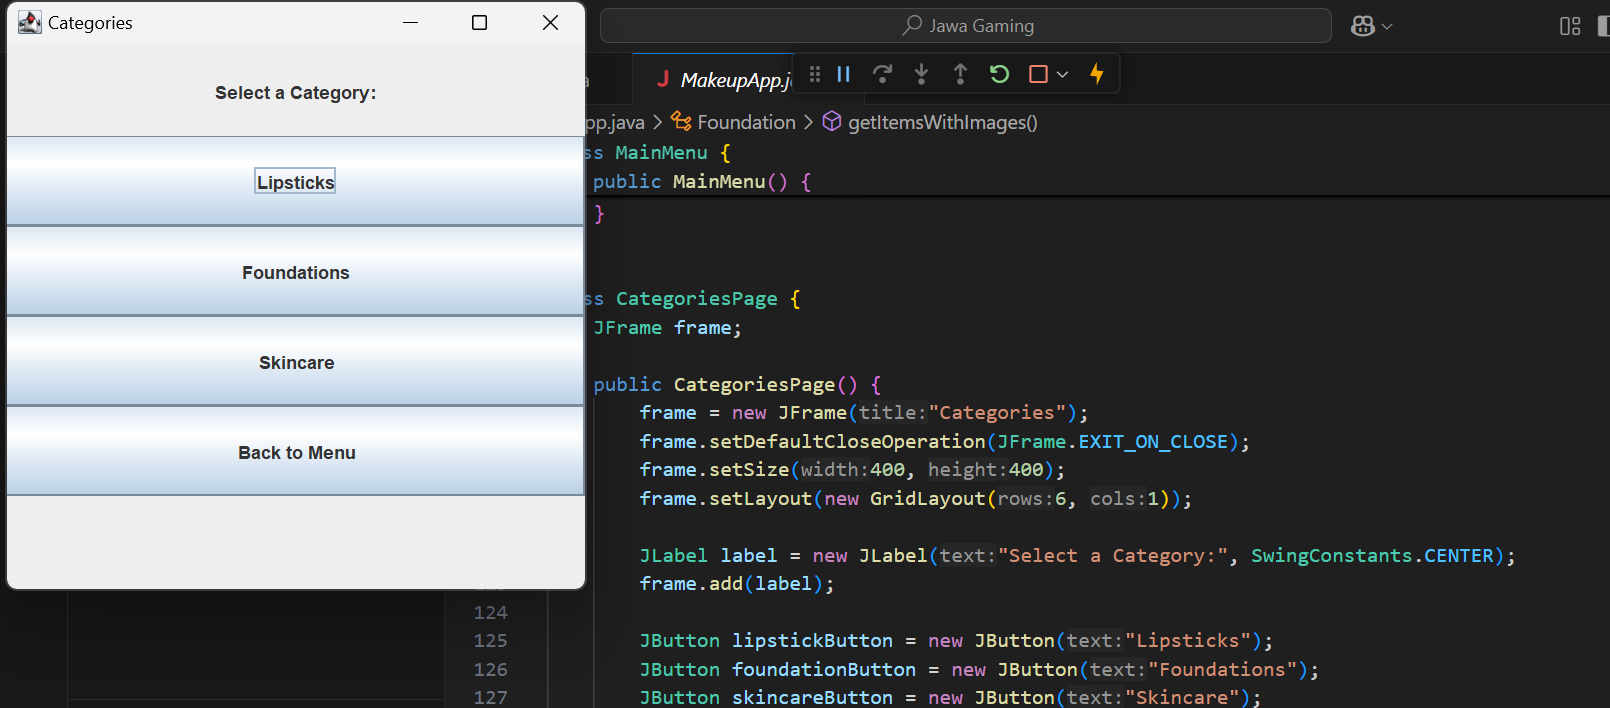 Categories
Select a Category:
Lipsticks
Foundations
Skincare
Back to Menu
Jawa Gaming
J MakeupApp.j
pp.java > Foundation > getItemsWithImages()
ss MainMenu {
public MainMenu() {
}
ss CategoriesPage {
JFrame frame;
public CategoriesPage() {
frame = new JFrame(title:"Categories");
frame.setDefaultCloseOperation(JFrame.EXIT_ON_CLOSE);
frame.setSize(width:400, height:400);
frame.setLayout(new GridLayout(rows:6, cols:1));
JLabel label = new JLabel(text:"Select a Category:", SwingConstants.CENTER);
frame.add(label);
124
125 JButton lipstickButton = new JButton(text:"Lipsticks");
126 JButton foundationButton = new JButton(text:"Foundations");
127 JButton skincareButton = new JButton(text:"Skincare");